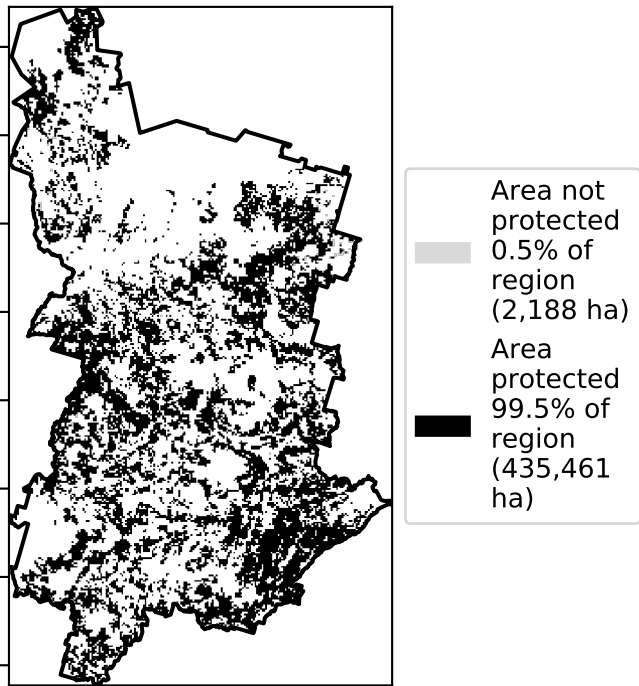 Area not
protected
0.5% of
region
(2,188 ha)
Area
protected
99.5% of
region
(435,461
ha)